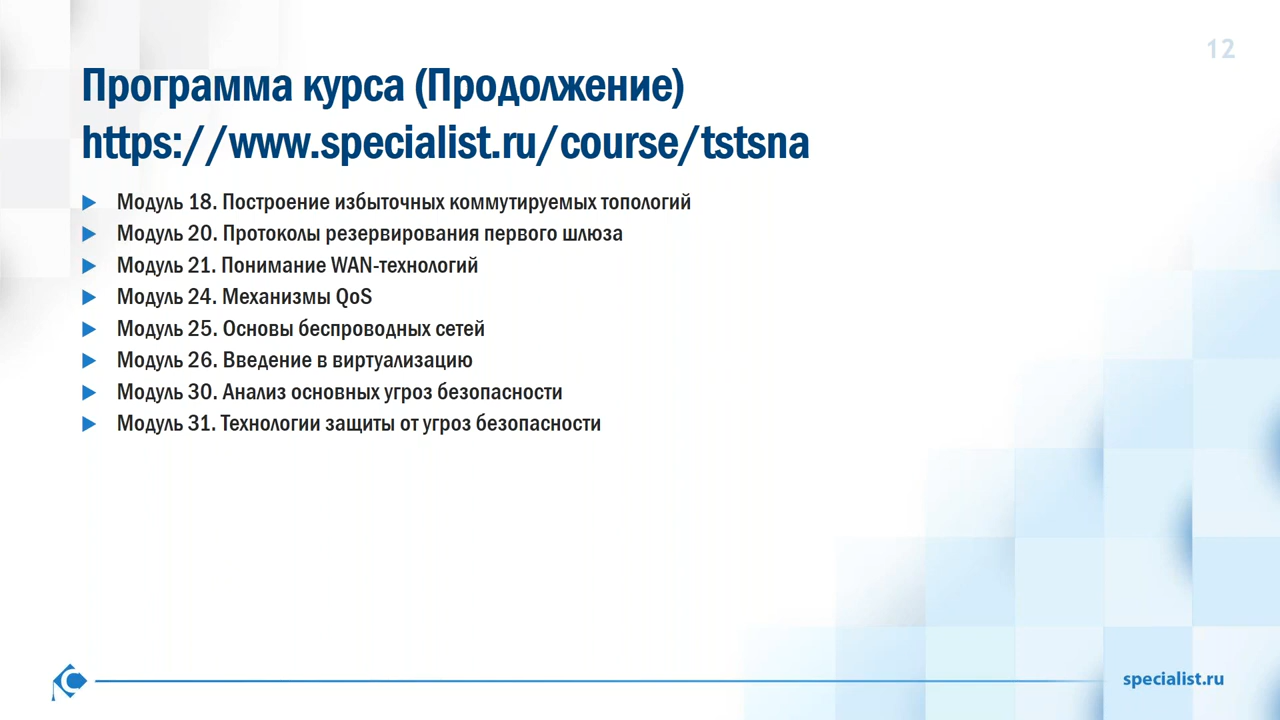 12
Программа курса (Продолжение)
https://www.specialist.ru/course/tstsna
Модуль 18. Построение избыточных коммутируемых топологий
Модуль 20. Протоколы резервирования первого шлюза
Модуль 21. Понимание WAN-технологий
Модуль 24. Механизмы QoS
Модуль 25. Основы беспроводных сетей
Модуль 26. Введение в виртуализацию
Модуль 30. Анализ основных угроз безопасности
Модуль 31. Технологии защиты от угроз безопасности
specialist.ru